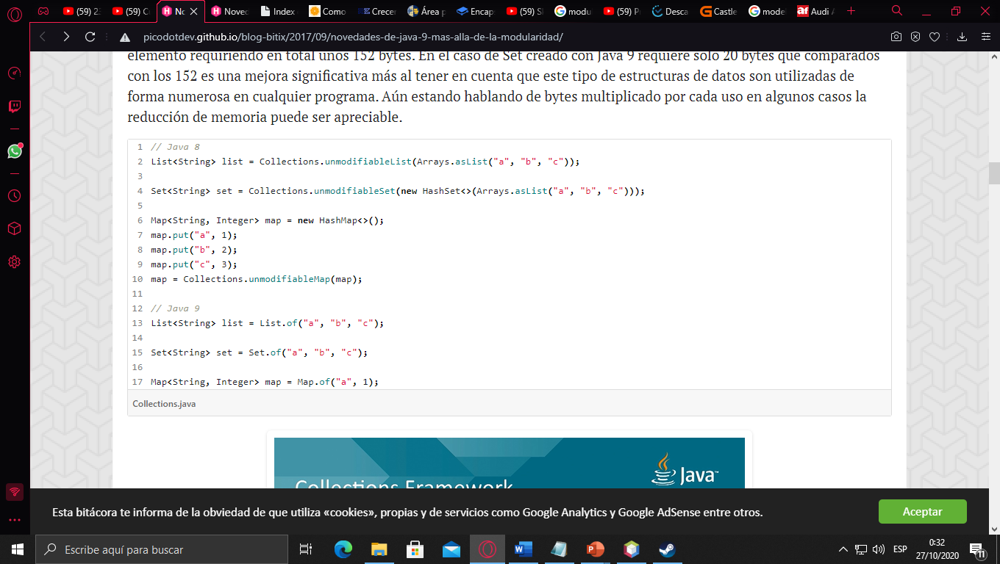 (59) 23
(59) C
No
Noved
Index
Como
Crecer
Área p
Encap
(59) S
modu
(59) P
Desca
Castle
mode
Audi A
picodotdev.github.io/blog-bitix/2017/09/novedades-de-java-9-mas-alla-de-la-modularidad/
elemento requiriendo en total unos 152 bytes. En el caso de Set creado con Java 9 requiere solo 20 bytes que comparados
con los 152 es una mejora significativa más al tener en cuenta que este tipo de estructuras de datos son utilizadas de
forma numerosa en cualquier programa. Aún estando hablando de bytes multiplicado por cada uso en algunos casos la
reducción de memoria puede ser apreciable.
1 // Java 8
2 List<String> list = Collections.unmodifiableList(Arrays.asList("a", "b", "c"));
3
4 Set<String> set = Collections.unmodifiableSet(new HashSet<>(Arrays.asList("a", "b", "c")));
5
6 Map<String, Integer> map = new HashMap<>();
7 map.put("a", 1);
8 map.put("b", 2);
9 map.put("c", 3);
10 map = Collections.unmodifiableMap(map);
11
12 // Java 9
13 List<String> list = List.of("a", "b", "c");
14
15 Set<String> set = Set.of("a", "b", "c");
16
17 Map<String, Integer> map = Map.of("a", 1);
Collections.java
Java
Collections Framework
Esta bitácora te informa de la obviedad de que utiliza «cookies», propias y de servicios como Google Analytics y Google AdSense entre otros.
Aceptar
Escribe aquí para buscar
ESP
0:32
27/10/2020
11